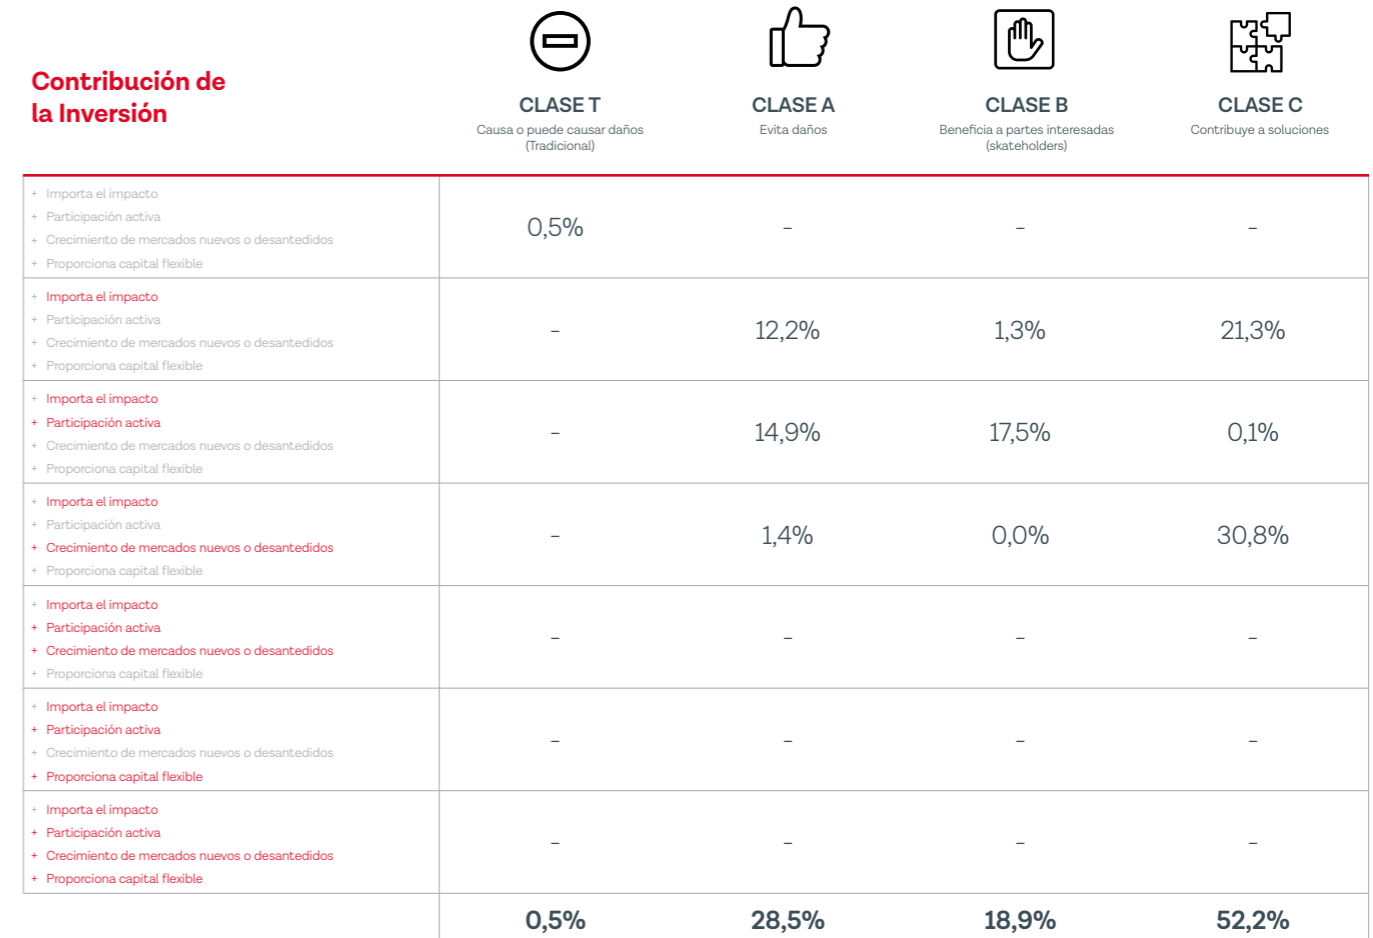 Contribución de
la Inversión
CLASE T
Causa o puede causar daños
(Tradicional)
CLASE A
Evita daños
CLASE B
Beneficia a partes interesadas
(skateholders)
CLASE C
Contribuye a soluciones
+ Importa el impacto
+ Participación activa
+ Crecimiento de mercados nuevos o desantedidos
+ Proporciona capital flexible
0,5% - - -
+ Importa el impacto
+ Participación activa
+ Crecimiento de mercados nuevos o desantedidos
+ Proporciona capital flexible
- 12,2% 1,3% 21,3%
+ Importa el impacto
+ Participación activa
+ Crecimiento de mercados nuevos o desantedidos
+ Proporciona capital flexible
- 14,9% 17,5% 0,1%
+ Importa el impacto
+ Participación activa
+ Crecimiento de mercados nuevos o desantedidos
+ Proporciona capital flexible
- 1,4% 0,0% 30,8%
+ Importa el impacto
+ Participación activa
+ Crecimiento de mercados nuevos o desantedidos
+ Proporciona capital flexible
- - - -
+ Importa el impacto
+ Participación activa
+ Crecimiento de mercados nuevos o desantedidos
+ Proporciona capital flexible
- - - -
+ Importa el impacto
+ Participación activa
+ Crecimiento de mercados nuevos o desantedidos
+ Proporciona capital flexible
- - - -
0,5% 28,5% 18,9% 52,2%